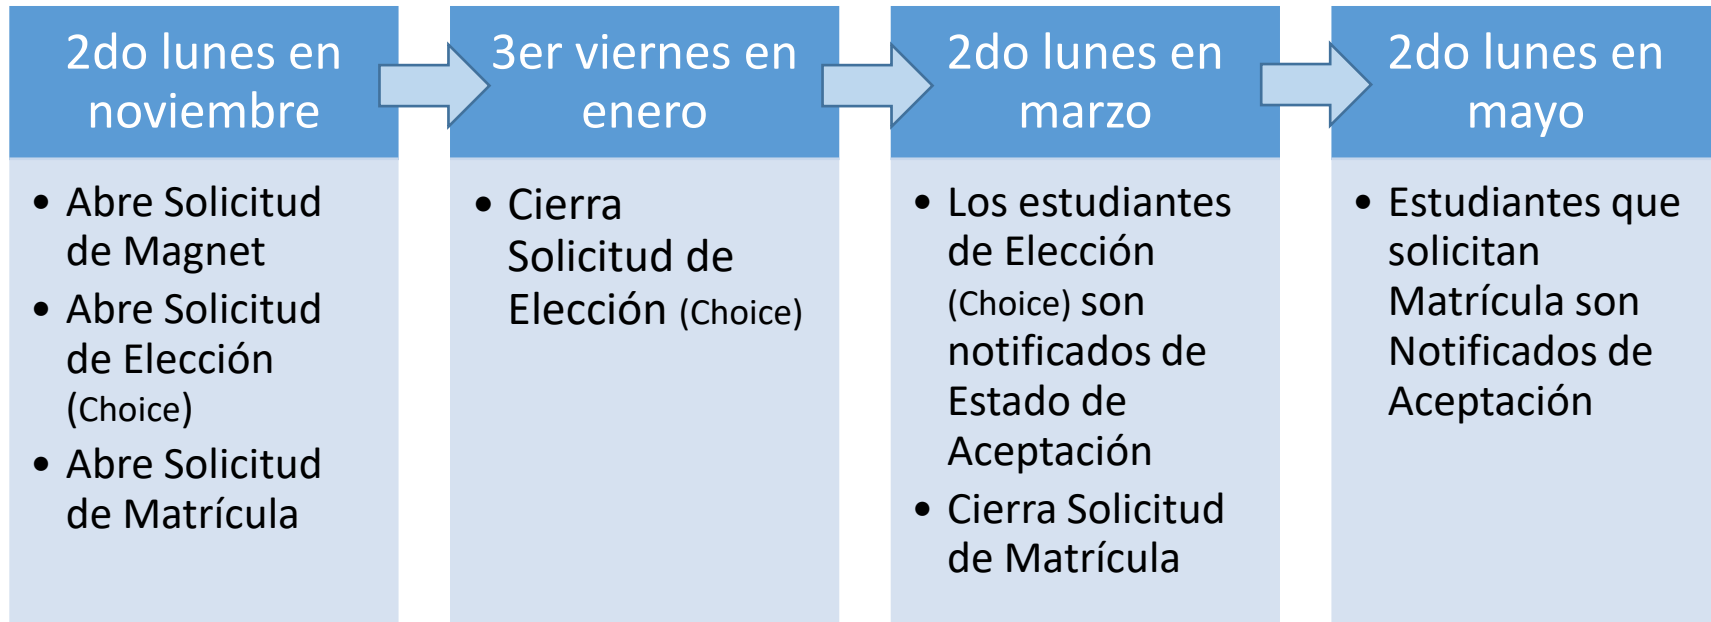 2do lunes en
noviembre
• Abre Solicitud
de Magnet
• Abre Solicitud
de Elección
(Choice)
• Abre Solicitud
de Matrícula
3er viernes en
enero
• Cierra
Solicitud de
Elección (Choice)
2do lunes en
marzo
• Los estudiantes
de Elección
(Choice) son
notificados de
Estado de
Aceptación
• Cierra Solicitud
de Matrícula
2do lunes en
mayo
• Estudiantes que
solicitan
Matrícula son
Notificados de
Aceptación